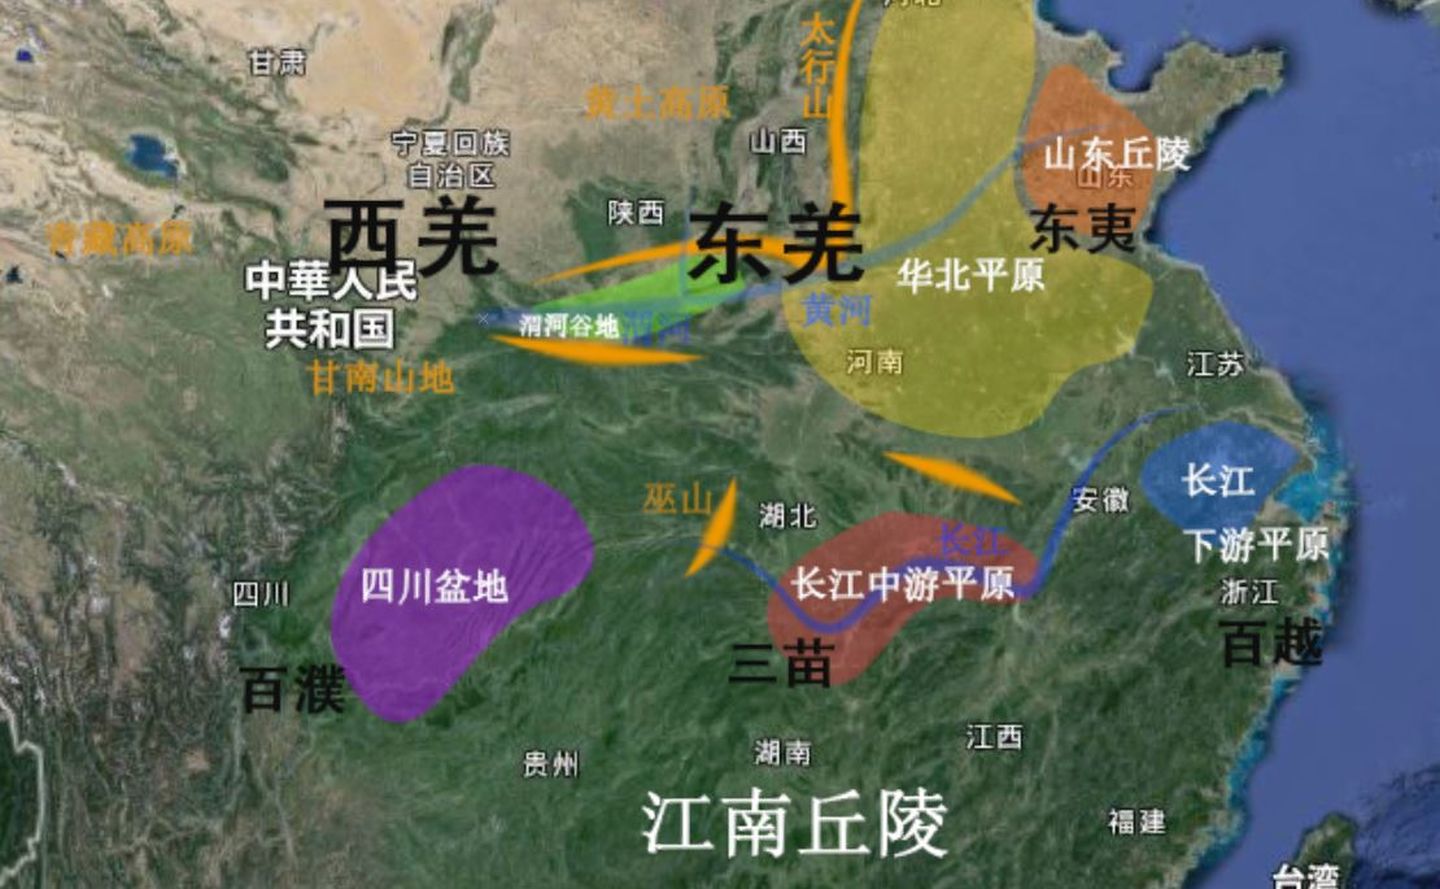 河北
太行山
甘肃
黄土高原
山西
宁夏回族
自治区
山东丘陵
山东
陕西
西羌
东羌
东夷
青藏高原
中華人民
共和国
华北平原
渭河谷地
渭河
黄河
甘南山地
河南
江苏
巫山
湖北
安徽
长江
下游平原
长江
四川盆地
长江中游平原
四川
浙江
百濮
三苗
百越
贵州
湖南
江西
江南丘陵
福建
台湾